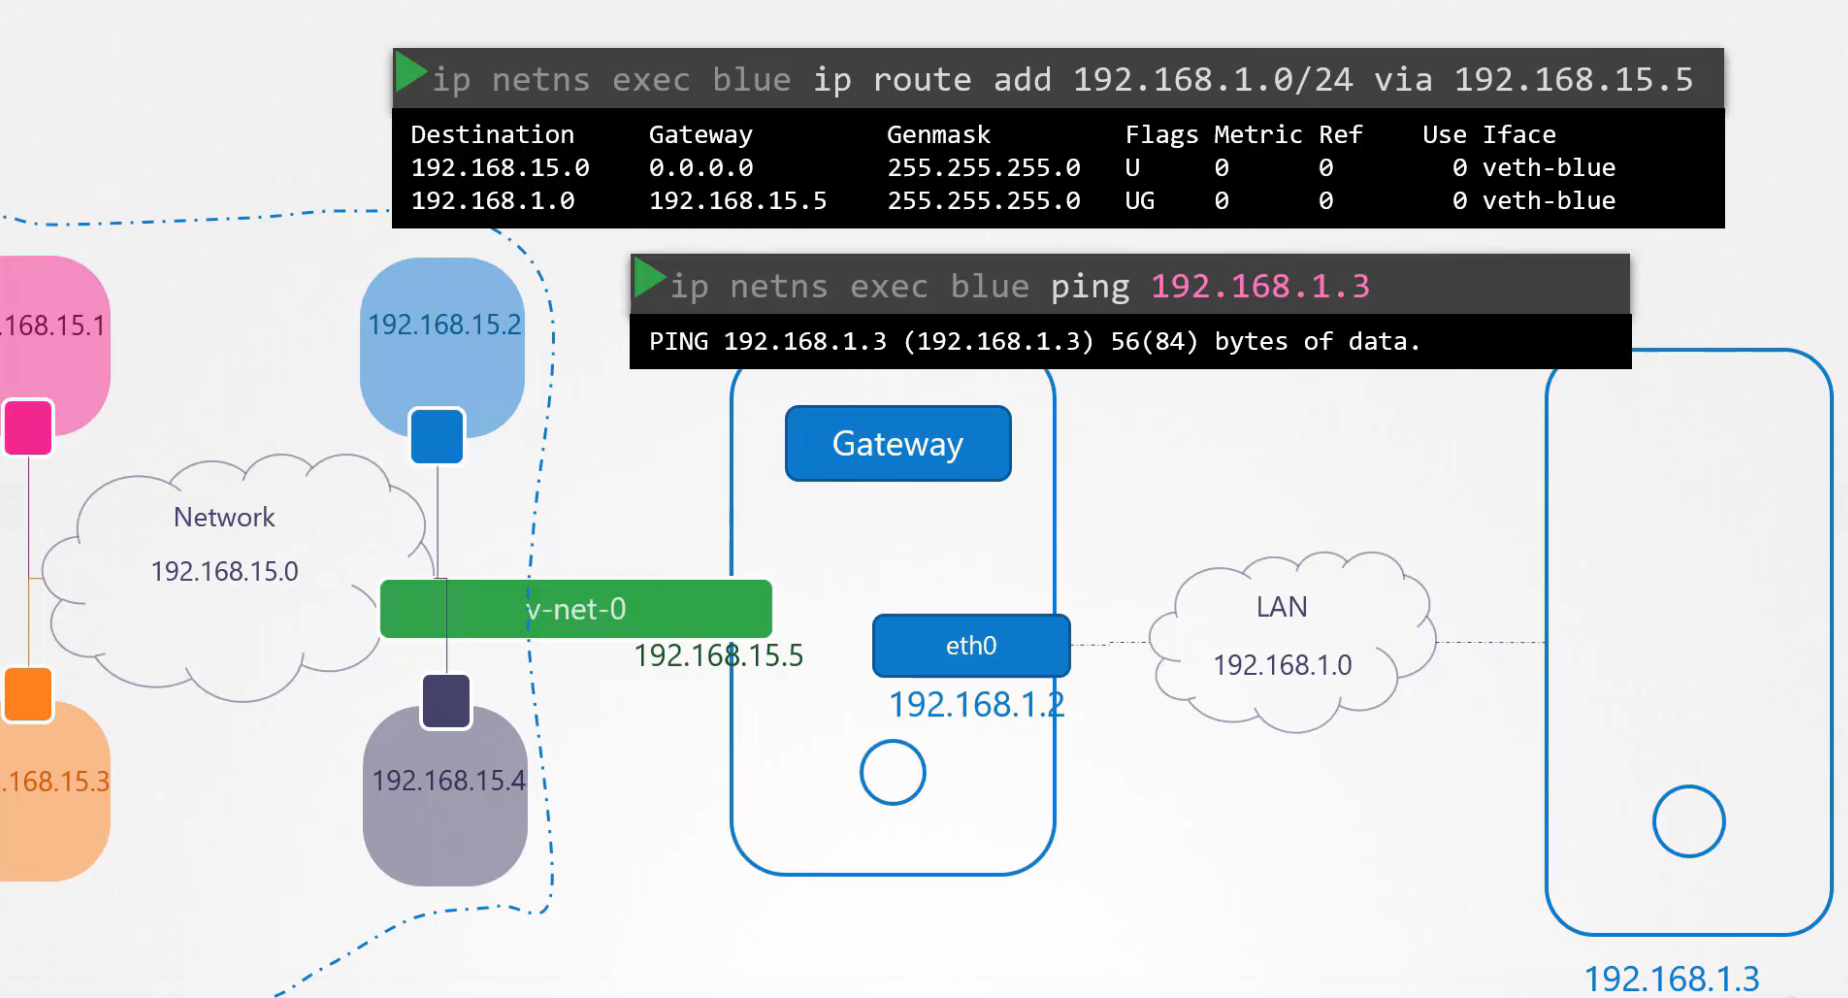 ip netns exec blue ip route add 192.168.1.0/24 via 192.168.15.5
Destination Gateway Genmask Flags Metric Ref Use Iface
192.168.15.0 0.0.0.0 255.255.255.0 U 0 0 0 veth-blue
192.168.1.0 192.168.15.5 255.255.255.0 UG 0 0 0 veth-blue
ip netns exec blue ping 192.168.1.3
PING 192.168.1.3 (192.168.1.3) 56(84) bytes of data.
.168.15.1
192.168.15.2
Gateway
Network
192.168.15.0
v-net-0
192.168.15.5
eth0
192.168.1.2
LAN
192.168.1.0
.168.15.3
192.168.15.4
192.168.1.3